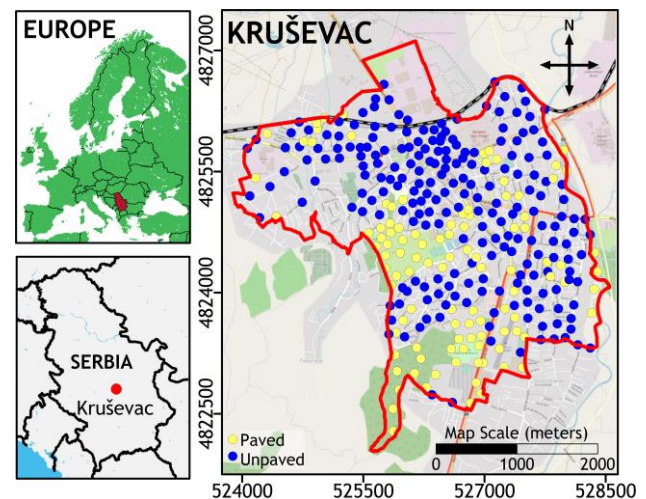 EUROPE
SERBIA
Kruševac
KRUŠEVAC
N
4827000
4825500
4824000
4822500
Paved
Unpaved
Map Scale (meters)
0 1000 2000
524000 525500 527000 528500